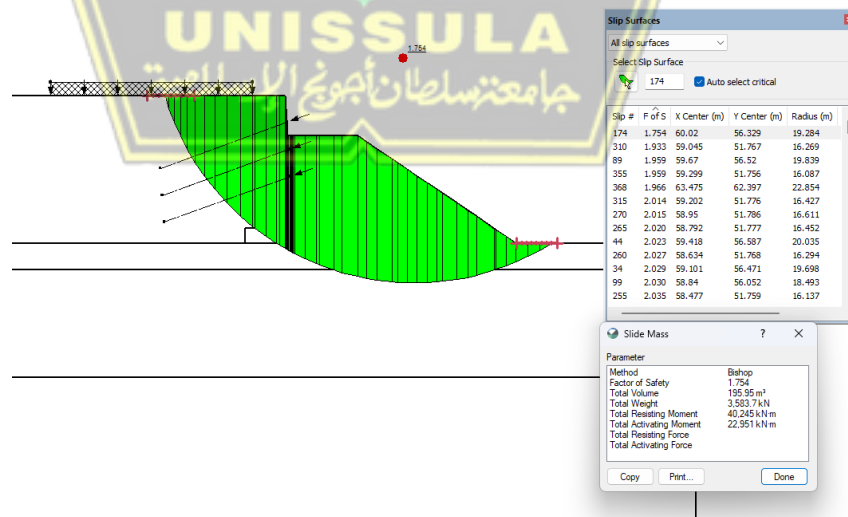 UNISSULA
جامعتنسلطان أجونج الإسلامية
1.754
Slip Surfaces
All slip surfaces
Select Slip Surface
174 Auto select critical
Slip # F of S X Center (m) Y Center (m) Radius (m)
174 1.754 60.02 56.329 19.284
310 1.933 59.045 51.767 16.269
89 1.959 59.67 56.52 19.839
355 1.959 59.299 51.756 16.087
368 1.966 63.475 62.397 22.854
315 2.014 59.202 51.776 16.427
270 2.015 58.95 51.786 16.611
265 2.020 58.792 51.777 16.452
44 2.023 59.418 56.587 20.035
260 2.027 58.634 51.768 16.294
34 2.029 59.101 56.471 19.698
99 2.030 58.84 56.052 18.493
255 2.035 58.477 51.759 16.137
Slide Mass ?
Parameter
Method Bishop
Factor of Safety 1.754
Total Volume 195.95 m³
Total Weight 3,583.7 kN
Total Resisting Moment 40,245 kN·m
Total Activating Moment 22,951 kN·m
Total Resisting Force
Total Activating Force
Copy Print... Done